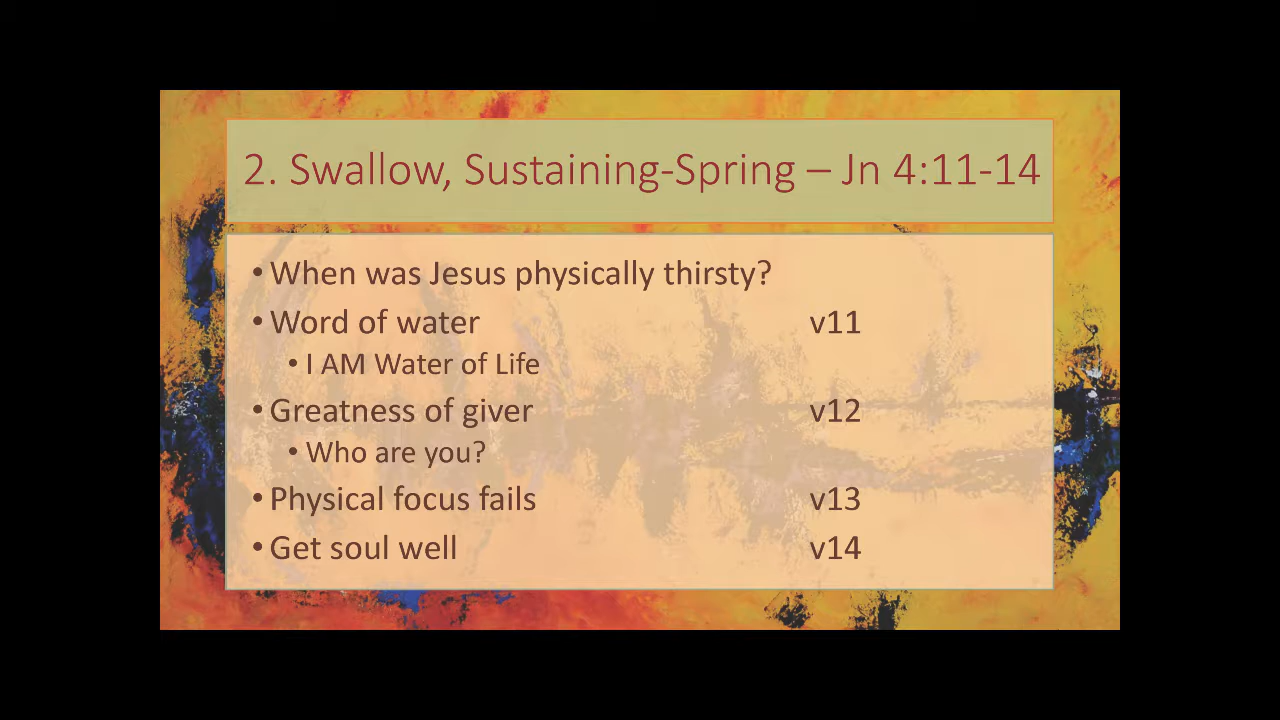 2. Swallow, Sustaining-Spring – Jn 4:11-14
• When was Jesus physically thirsty?
• Word of water v11
• I AM Water of Life
• Greatness of giver v12
• Who are you?
• Physical focus fails v13
• Get soul well v14